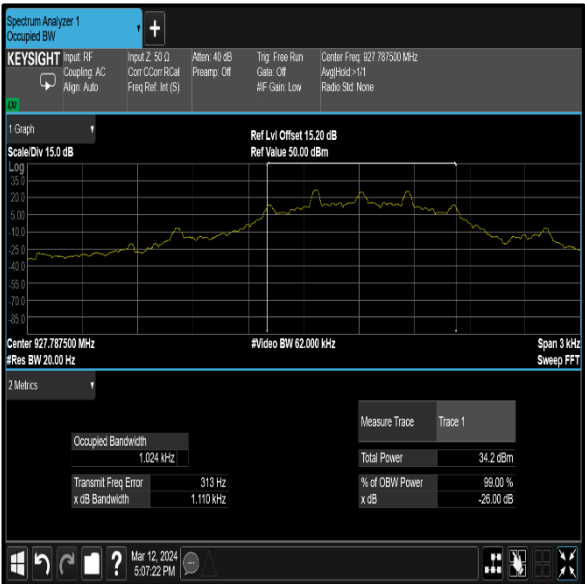 Spectrum Analyzer 1
Occupied BW
+
KEYSIGHT
Input: RF
Coupling: AC
Align: Auto
Input Z: 50 Ω
Corr CCorr RCal
Freq Ref: Int (S)
Atten: 40 dB
Preamp: Off
Trig: Free Run
Gate: Off
#IF Gain: Low
Center Freq: 927.787500 MHz
Avg|Hold:>1/1
Radio Std: None
LXI
1 Graph
Scale/Div 15.0 dB
Ref Lvl Offset 15.20 dB
Ref Value 50.00 dBm
Log
35.0
20.0
5.00
-10.0
-25.0
-40.0
-55.0
-70.0
-85.0
Center 927.787500 MHz
#Video BW 62.000 kHz
Span 3 kHz
#Res BW 20.00 Hz
Sweep FFT
2 Metrics
Measure Trace
Trace 1
Occupied Bandwidth
1.024 kHz
Total Power
34.2 dBm
Transmit Freq Error
313 Hz
% of OBW Power
99.00 %
x dB Bandwidth
1.110 kHz
x dB
-26.00 dB
?
Mar 12, 2024
5:07:22 PM